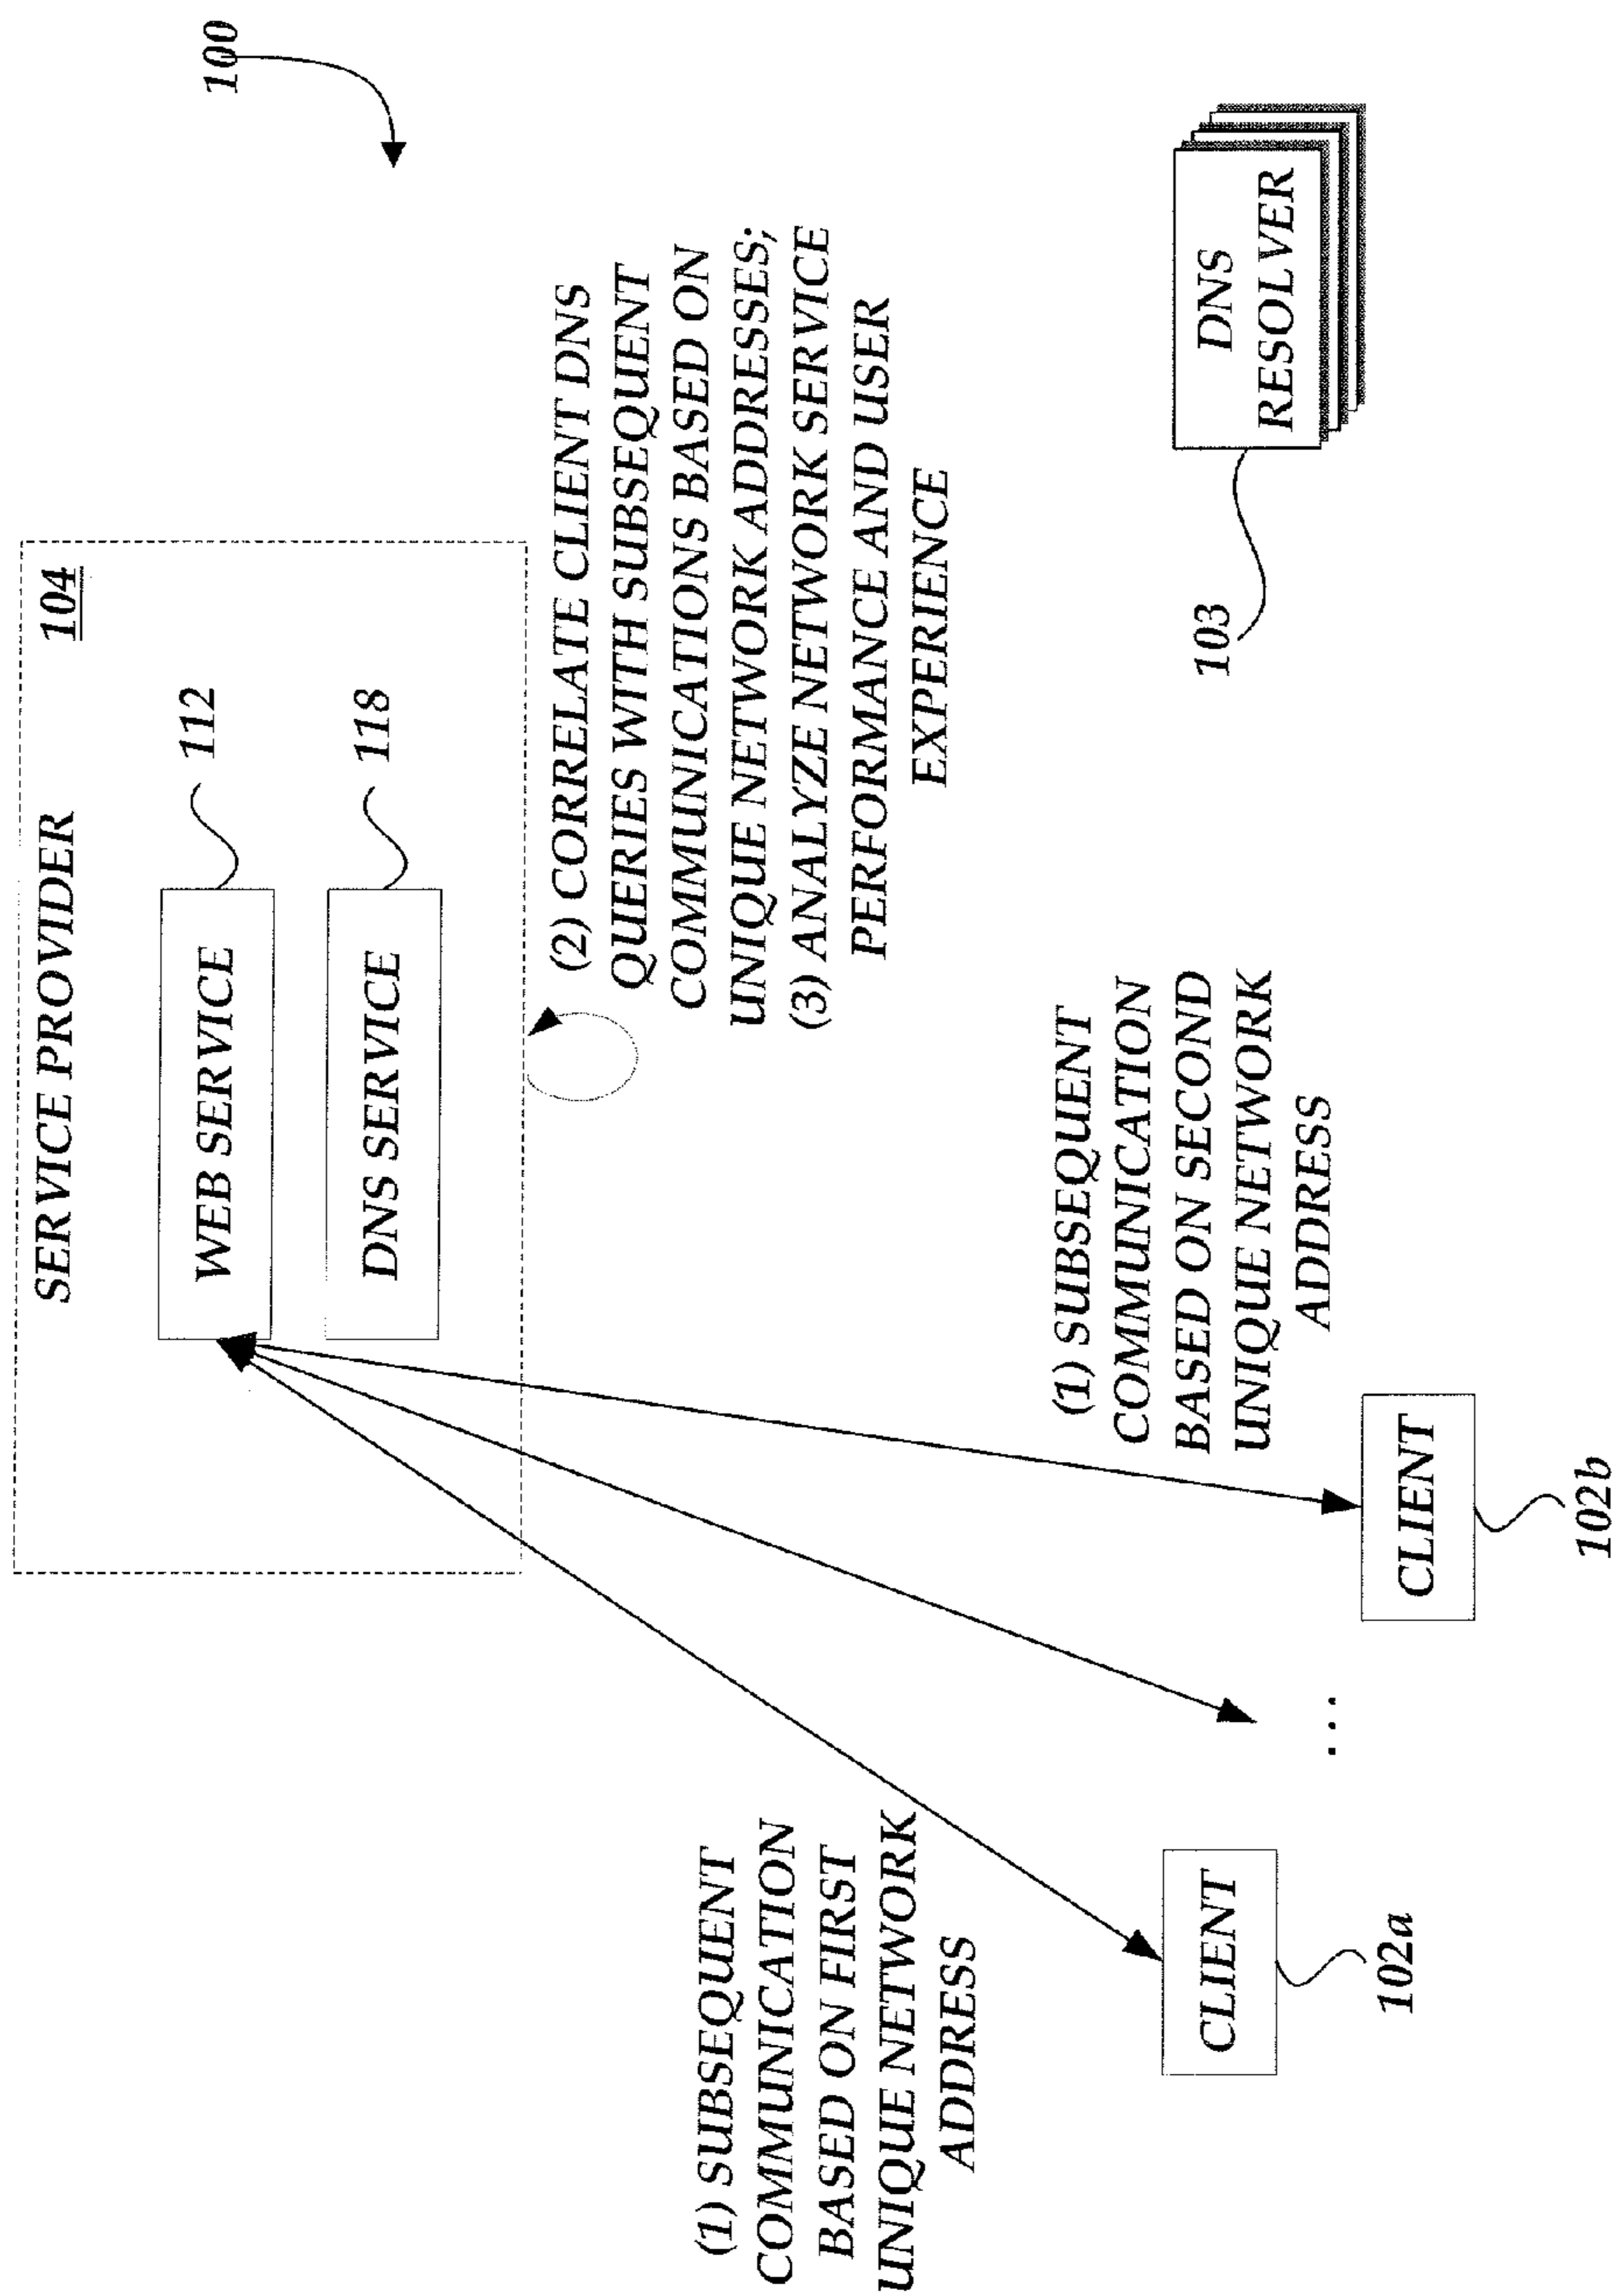 100
SERVICE PROVIDER
104
WEB SERVICE
112
DNS SERVICE
118
(2) CORRELATE CLIENT DNS
QUERIES WITH SUBSEQUENT
COMMUNICATIONS BASED ON
UNIQUE NETWORK ADDRESSES;
(3) ANALYZE NETWORK SERVICE
PERFORMANCE AND USER
EXPERIENCE
(1) SUBSEQUENT
COMMUNICATION
BASED ON FIRST
UNIQUE NETWORK
ADDRESS
(1) SUBSEQUENT
COMMUNICATION
BASED ON SECOND
UNIQUE NETWORK
ADDRESS
DNS
RESOLVER
103
CLIENT
102a
...
CLIENT
102b